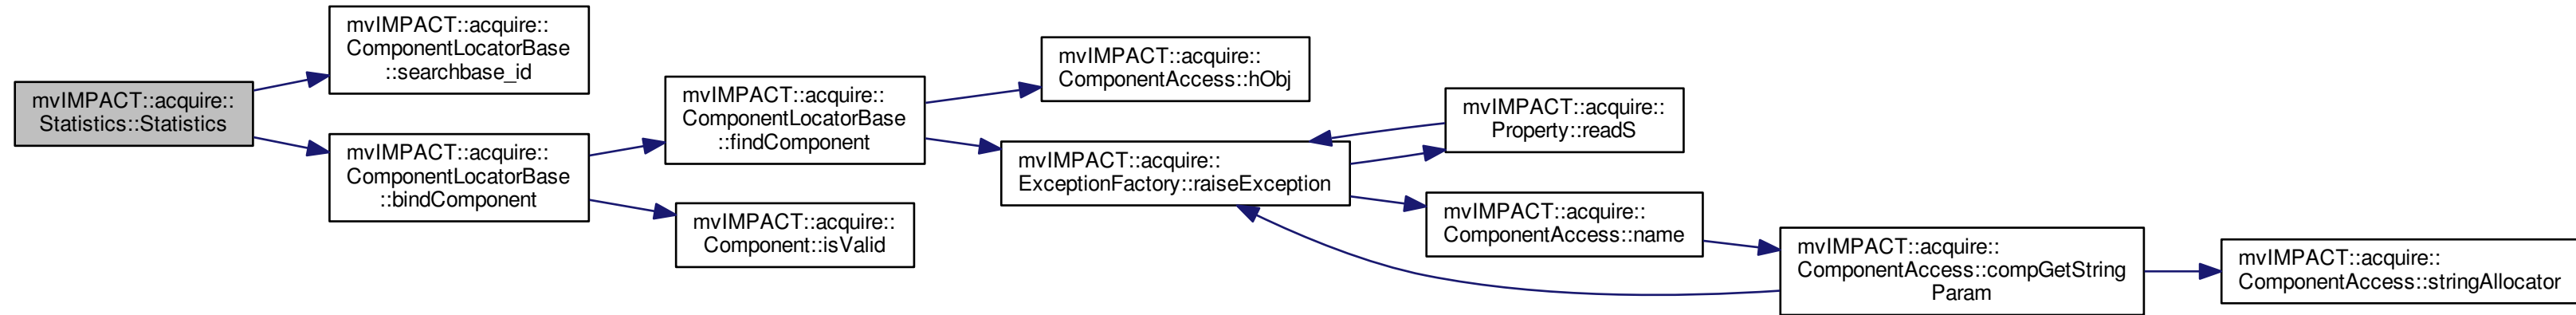 mvIMPACT::acquire::
Statistics::Statistics
mvIMPACT::acquire::
ComponentLocatorBase
::searchbase_id
mvIMPACT::acquire::
ComponentLocatorBase
::bindComponent
mvIMPACT::acquire::
ComponentLocatorBase
::findComponent
mvIMPACT::acquire::
Component::isValid
mvIMPACT::acquire::
ComponentAccess::hObj
mvIMPACT::acquire::
ExceptionFactory::raiseException
mvIMPACT::acquire::
Property::readS
mvIMPACT::acquire::
ComponentAccess::name
mvIMPACT::acquire::
ComponentAccess::compGetString
Param
mvIMPACT::acquire::
ComponentAccess::stringAllocator